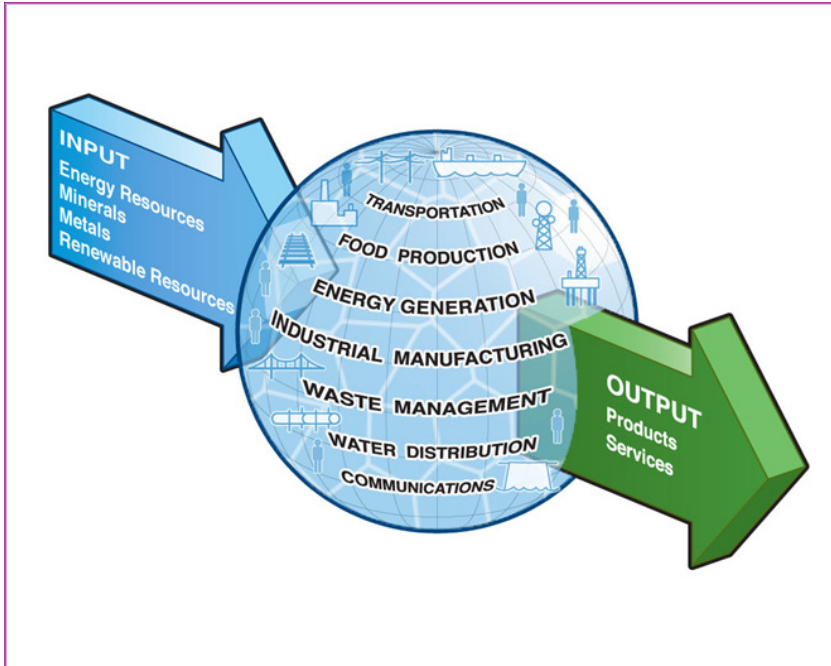 INPUT
Energy Resources
Minerals
Metals
Renewable Resources
TRANSPORTATION
FOOD PRODUCTION
ENERGY GENERATION
INDUSTRIAL MANUFACTURING
WASTE MANAGEMENT
WATER DISTRIBUTION
COMMUNICATIONS
OUTPUT
Products
Services